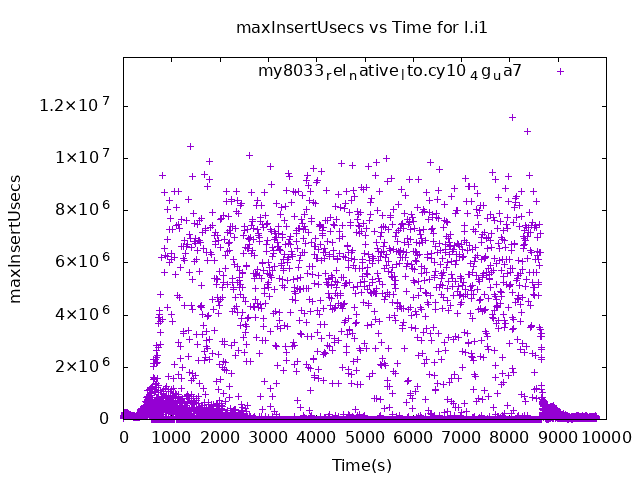 maxInsertUsecs vs Time for l.i1
my8033relnativelto.cy104gua7
maxInsertUsecs
1.2×10^7
1×10^7
8×10^6
6×10^6
4×10^6
2×10^6
0
0 1000 2000 3000 4000 5000 6000 7000 8000 9000 10000
Time(s)